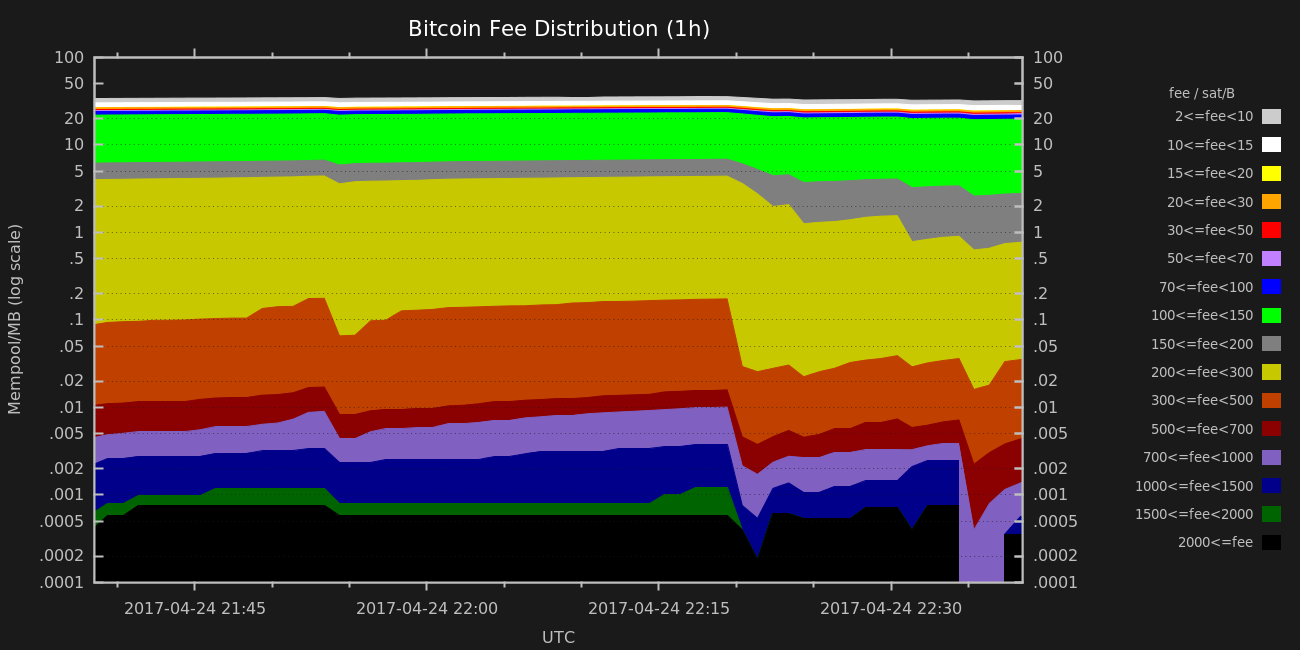 Bitcoin Fee Distribution (1h)
100 100
50 50
20 20
10 10
5 5
2 2
1 1
.5 .5
.2 .2
.1 .1
.05 .05
.02 .02
.01 .01
.005 .005
.002 .002
.001 .001
.0005 .0005
.0002 .0002
.0001 .0001
Mempool/MB (log scale)
2017-04-24 21:45 2017-04-24 22:00 2017-04-24 22:15 2017-04-24 22:30
UTC
fee / sat/B
2<=fee<10
10<=fee<15
15<=fee<20
20<=fee<30
30<=fee<50
50<=fee<70
70<=fee<100
100<=fee<150
150<=fee<200
200<=fee<300
300<=fee<500
500<=fee<700
700<=fee<1000
1000<=fee<1500
1500<=fee<2000
2000<=fee